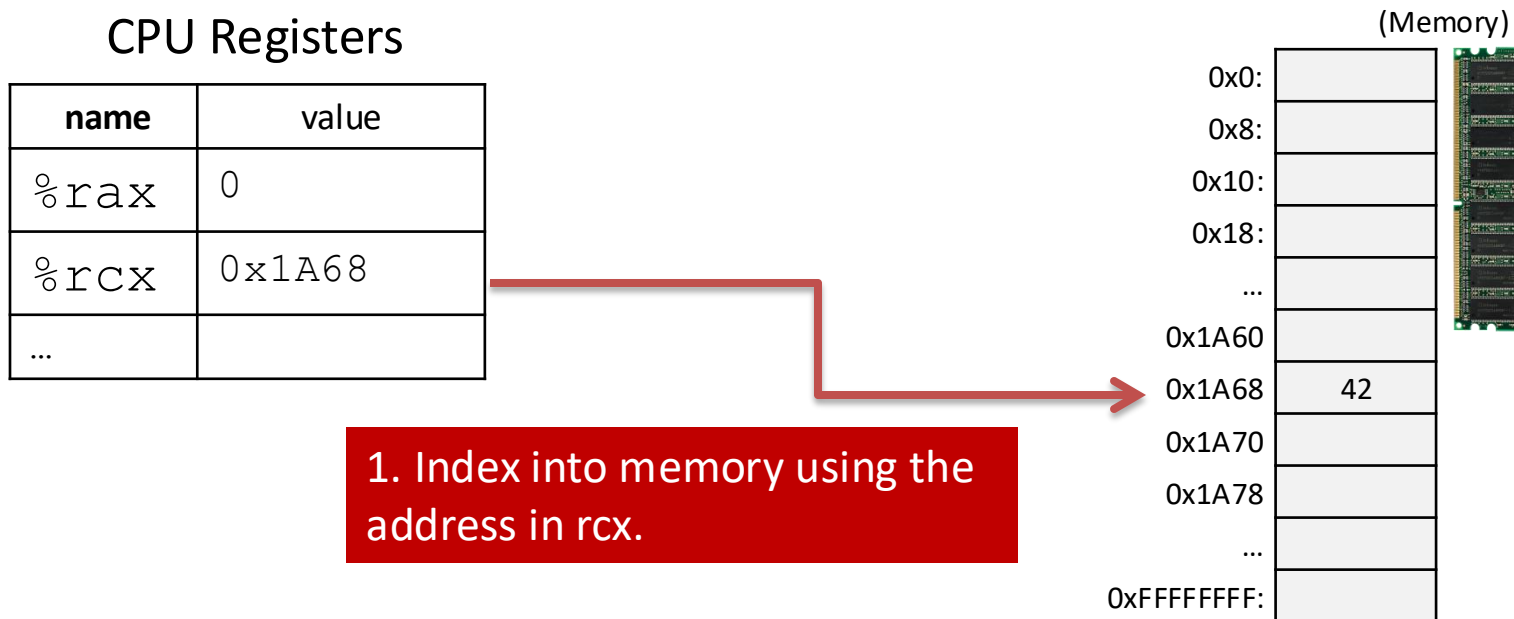 CPU Registers
name value
%rax 0
%rcx 0x1A68
…
1. Index into memory using the
address in rcx.
(Memory)
0x0:
0x8:
0x10:
0x18:
…
0x1A60
0x1A68 42
0x1A70
0x1A78
…
0xFFFFFFFF: